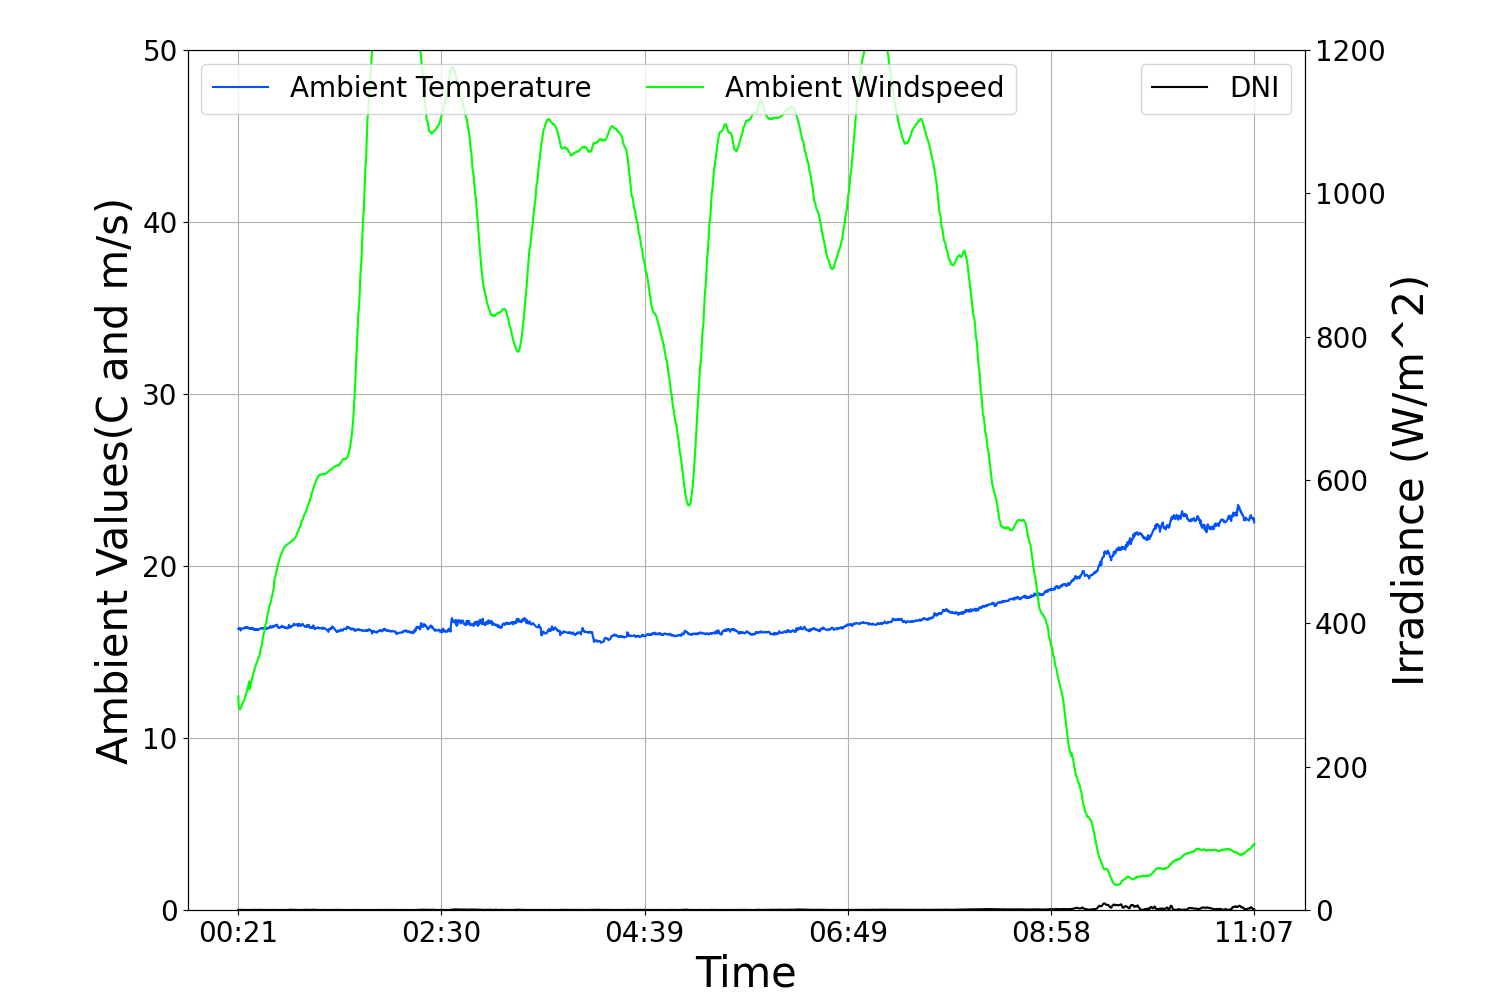 Ambient Temperature Ambient Windspeed DNI
Ambient Values(C and m/s)
50
40
30
20
10
0
1200
1000
800
600
400
200
0
Irradiance (W/m^2)
00:21 02:30 04:39 06:49 08:58 11:07
Time